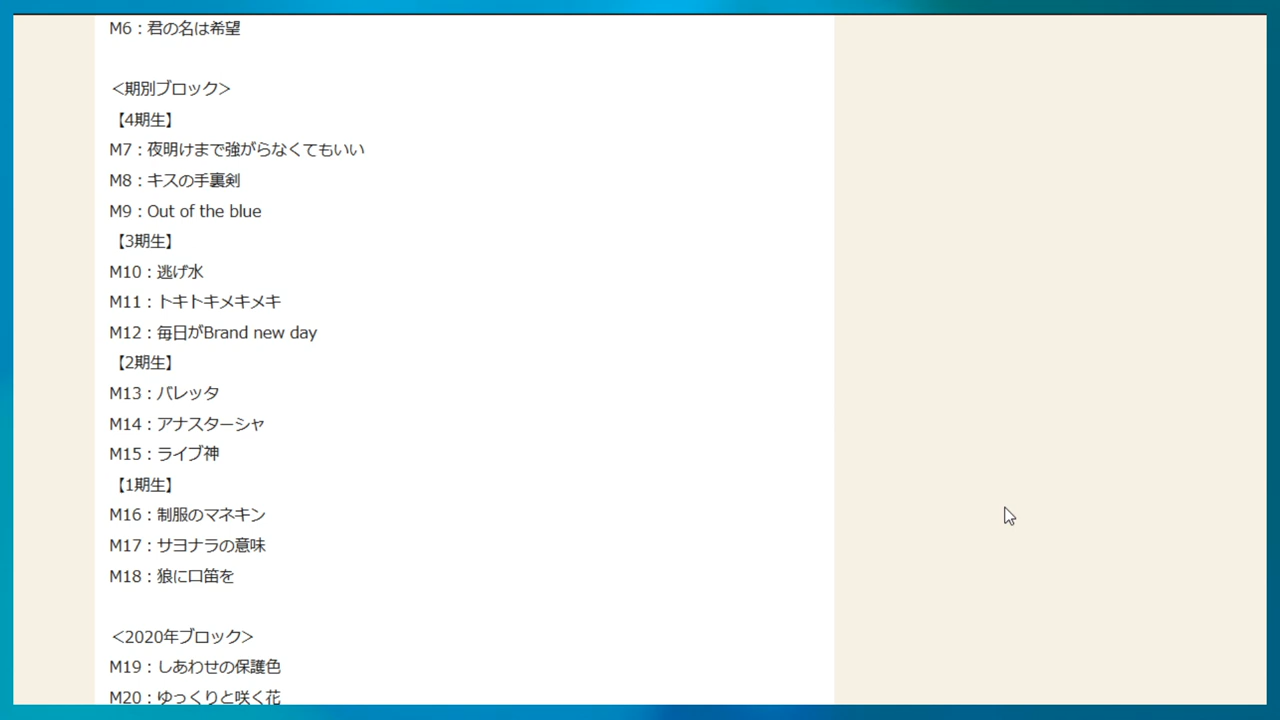 M6：君の名は希望
＜期別ブロック＞
【4期生】
M7：夜明けまで強がらなくてもいい
M8：キスの手裏剣
M9：Out of the blue
【3期生】
M10：逃げ水
M11：トキトキメキメキ
M12：毎日がBrand new day
【2期生】
M13：バレッタ
M14：アナスターシャ
M15：ライブ神
【1期生】
M16：制服のマネキン
M17：サヨナラの意味
M18：狼に口笛を
＜2020年ブロック＞
M19：しあわせの保護色
M20：ゆっくりと咲く花